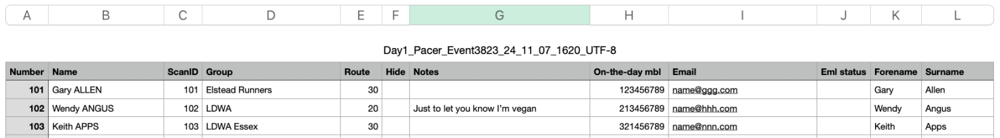 A B C D E F G H I J K L
Day1_Pacer_Event3823_24_11_07_1620_UTF-8
Number Name ScanID Group Route Hide Notes On-the-day mbl Email Eml status Forename Surname
101 Gary ALLEN 101 Elstead Runners 30 123456789 name@ggg.com Gary Allen
102 Wendy ANGUS 102 LDWA 20 Just to let you know I’m vegan 213456789 name@hhh.com Wendy Angus
103 Keith APPS 103 LDWA Essex 30 321456789 name@nnn.com Keith Apps